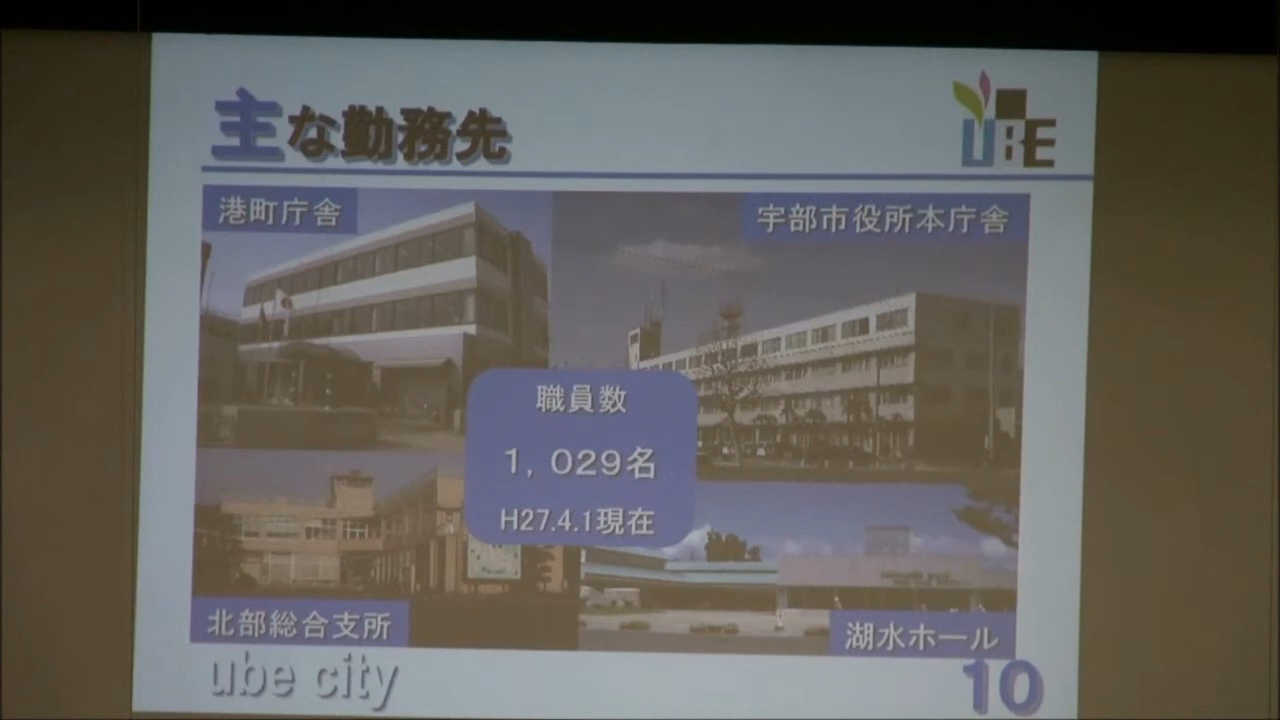 主な勤務先
UBE
港町庁舎
宇部市役所本庁舎
職員数
1,029名
H27.4.1現在
北部総合支所
湖水ホール
ube city
10